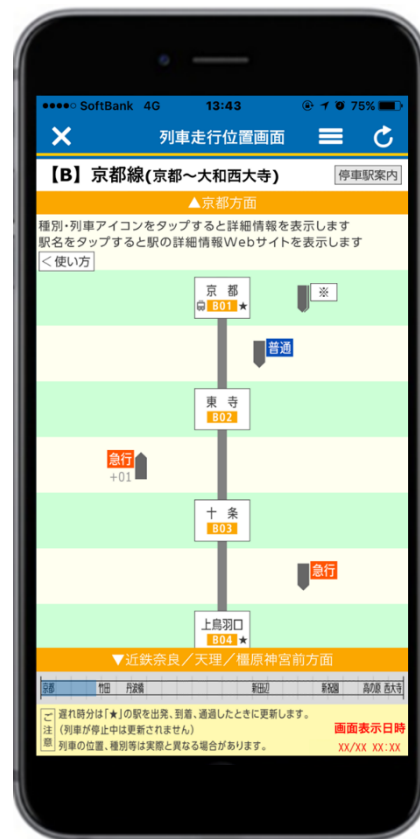 SoftBank 4G 13:43 75%
列車走行位置画面
【B】京都線(京都～大和西大寺) 停車駅案内
▲京都方面
種別・列車アイコンをタップすると詳細情報を表示します
駅名をタップすると駅の詳細情報Webサイトを表示します
<使い方
京都
B01★
※
普通
東寺
B02
急行
+01
十条
B03
急行
上鳥羽口
B04★
▼近鉄奈良／天理／橿原神宮前方面
京都 竹田 丹波橋 新田辺 新祝園 高の原 西大寺
ご注意
遅れ時分は「★」の駅を出発、到着、通過したときに更新します。
(列車が停止中は更新されません)
列車の位置、種別等は実際と異なる場合があります。
画面表示日時
xx/xx xx:xx